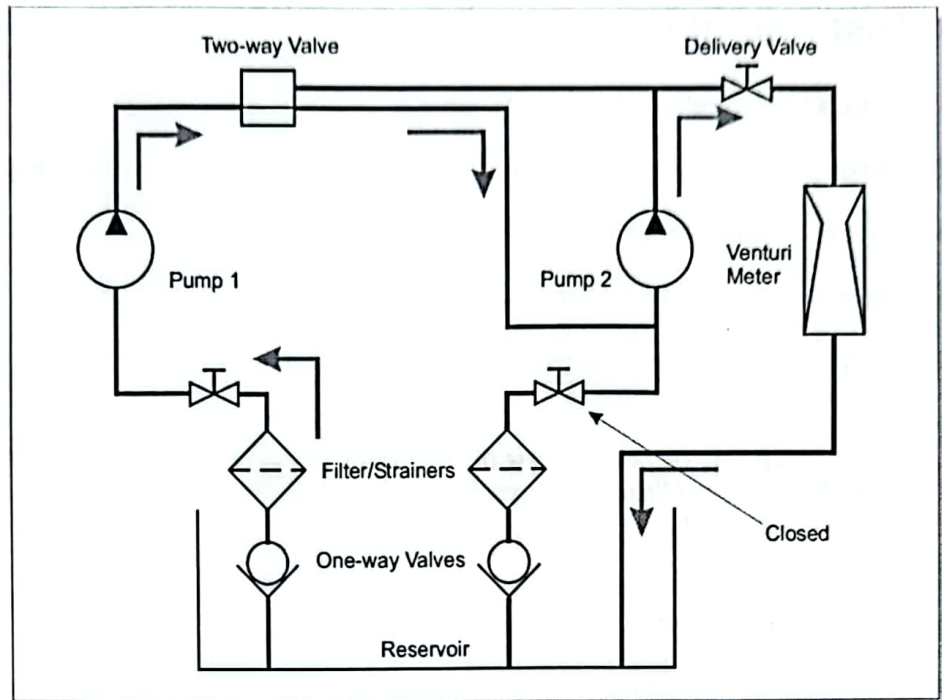 Two-way Valve
Delivery Valve
Pump 1
Pump 2
Venturi
Meter
Filter/Strainers
One-way Valves
Closed
Reservoir